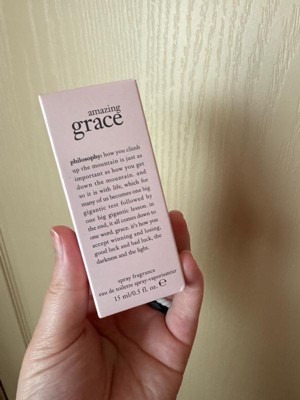 amazing
grace
philosophy: how you climb
up the mountain is just as
important as how you get
down the mountain. and
so it is with life, which for
many of us becomes one big
gigantic test followed by
one big gigantic lesson. in
the end, it all comes down to
one word. grace. it's how you
accept winning and losing,
good luck and bad luck, the
darkness and the light.
spray fragrance
eau de toilette spray-vaporisateur
15 ml/0.5 fl. oz. ℮